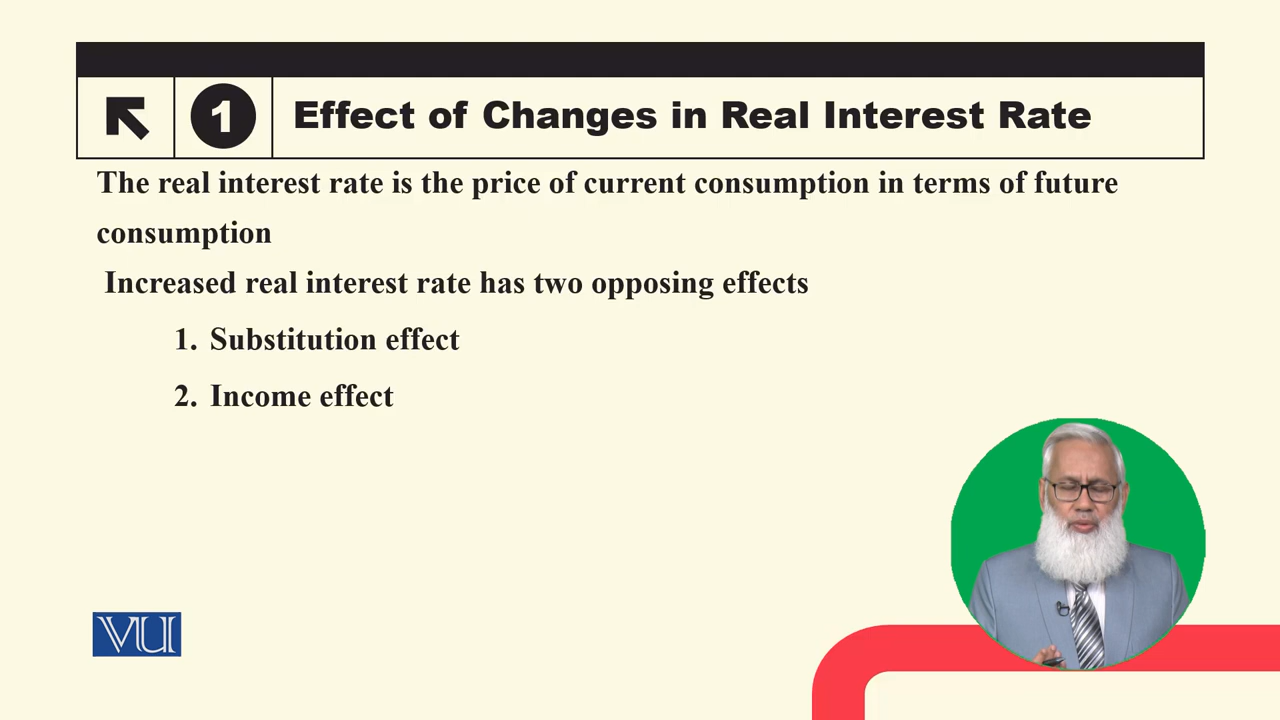 1 Effect of Changes in Real Interest Rate
The real interest rate is the price of current consumption in terms of future
consumption
Increased real interest rate has two opposing effects
1. Substitution effect
2. Income effect
VU